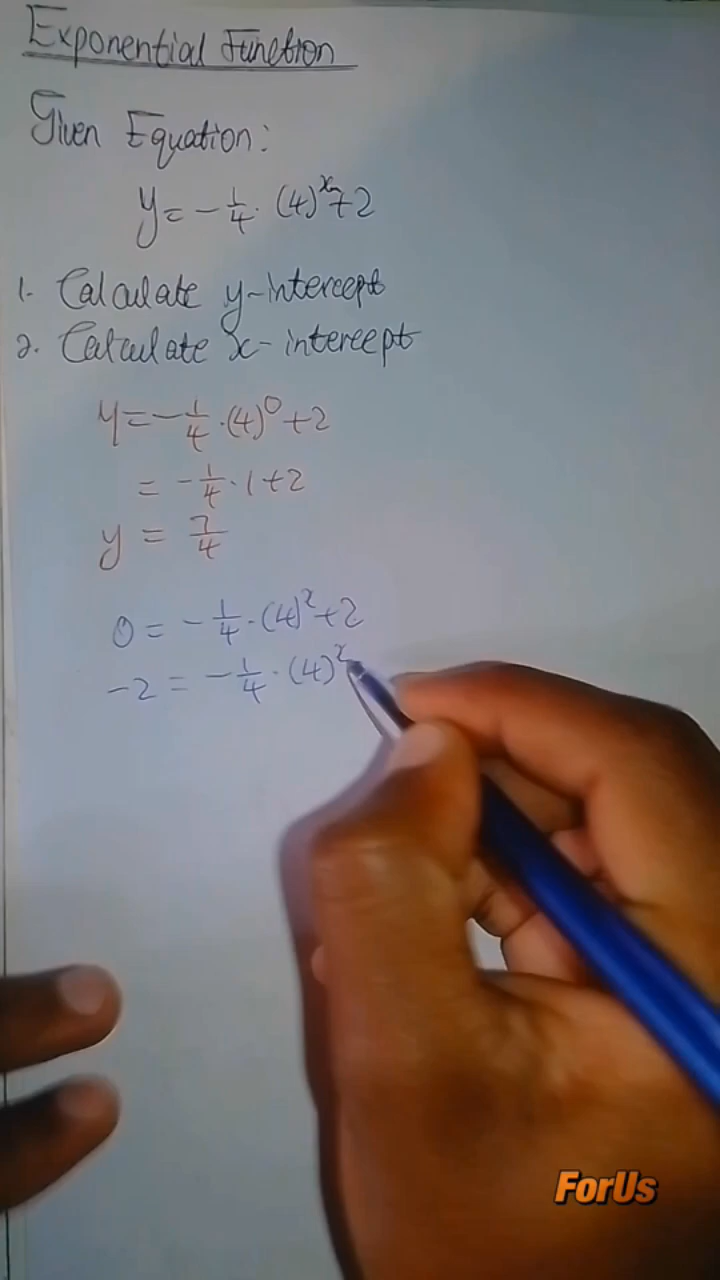 Exponential Function
Given Equation:
y = -1/4 · (4)^x + 2
1. Calculate y-intercept
2. Calculate x-intercept
y = -1/4 · (4)^0 + 2
= -1/4 · 1 + 2
y = 7/4
0 = -1/4 · (4)^x + 2
-2 = -1/4 · (4)^x
ForUs